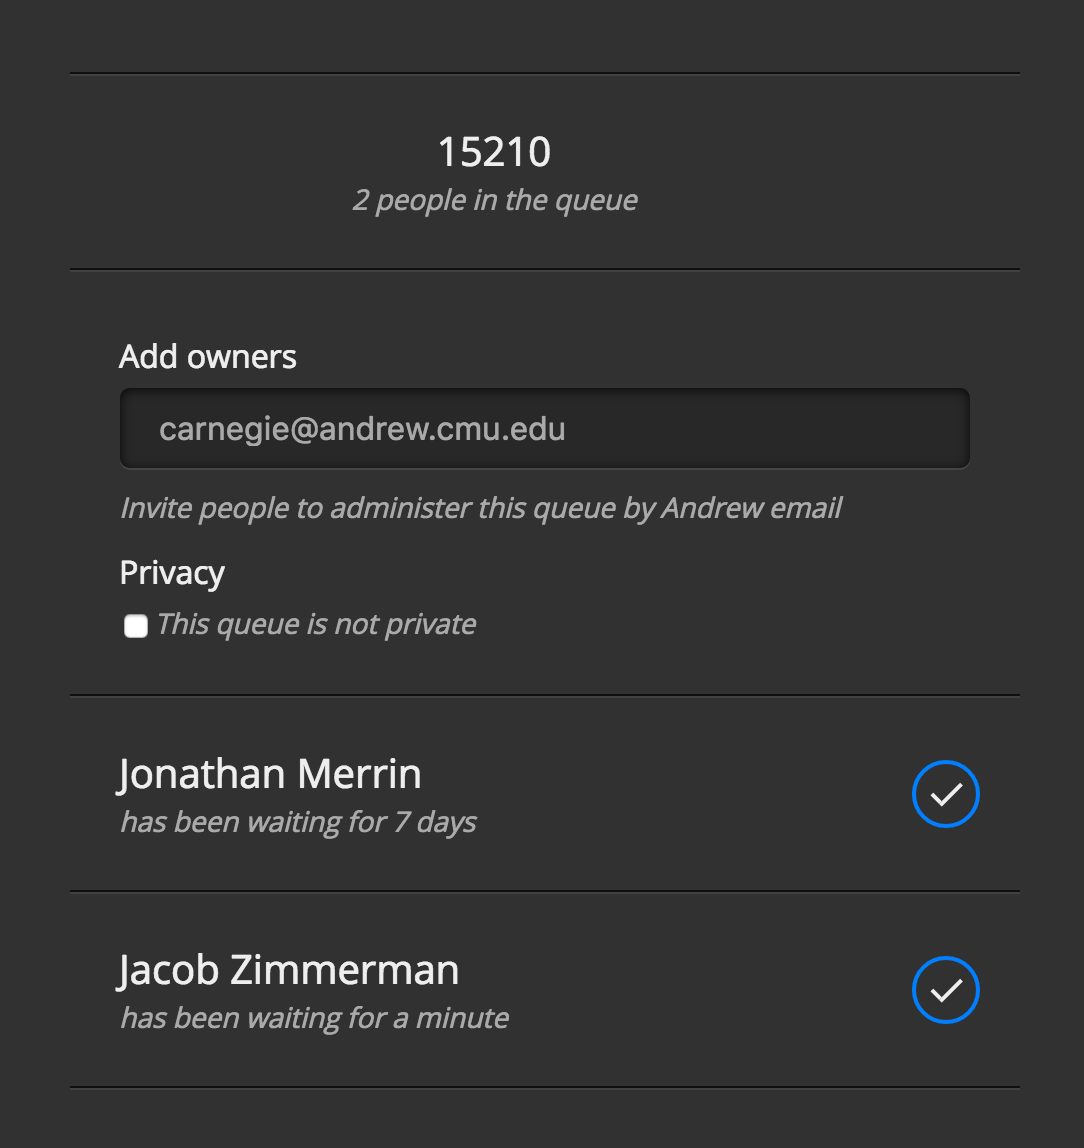 15210
2 people in the queue
Add owners
carnegie@andrew.cmu.edu
Invite people to administer this queue by Andrew email
Privacy
This queue is not private
Jonathan Merrin
has been waiting for 7 days
Jacob Zimmerman
has been waiting for a minute